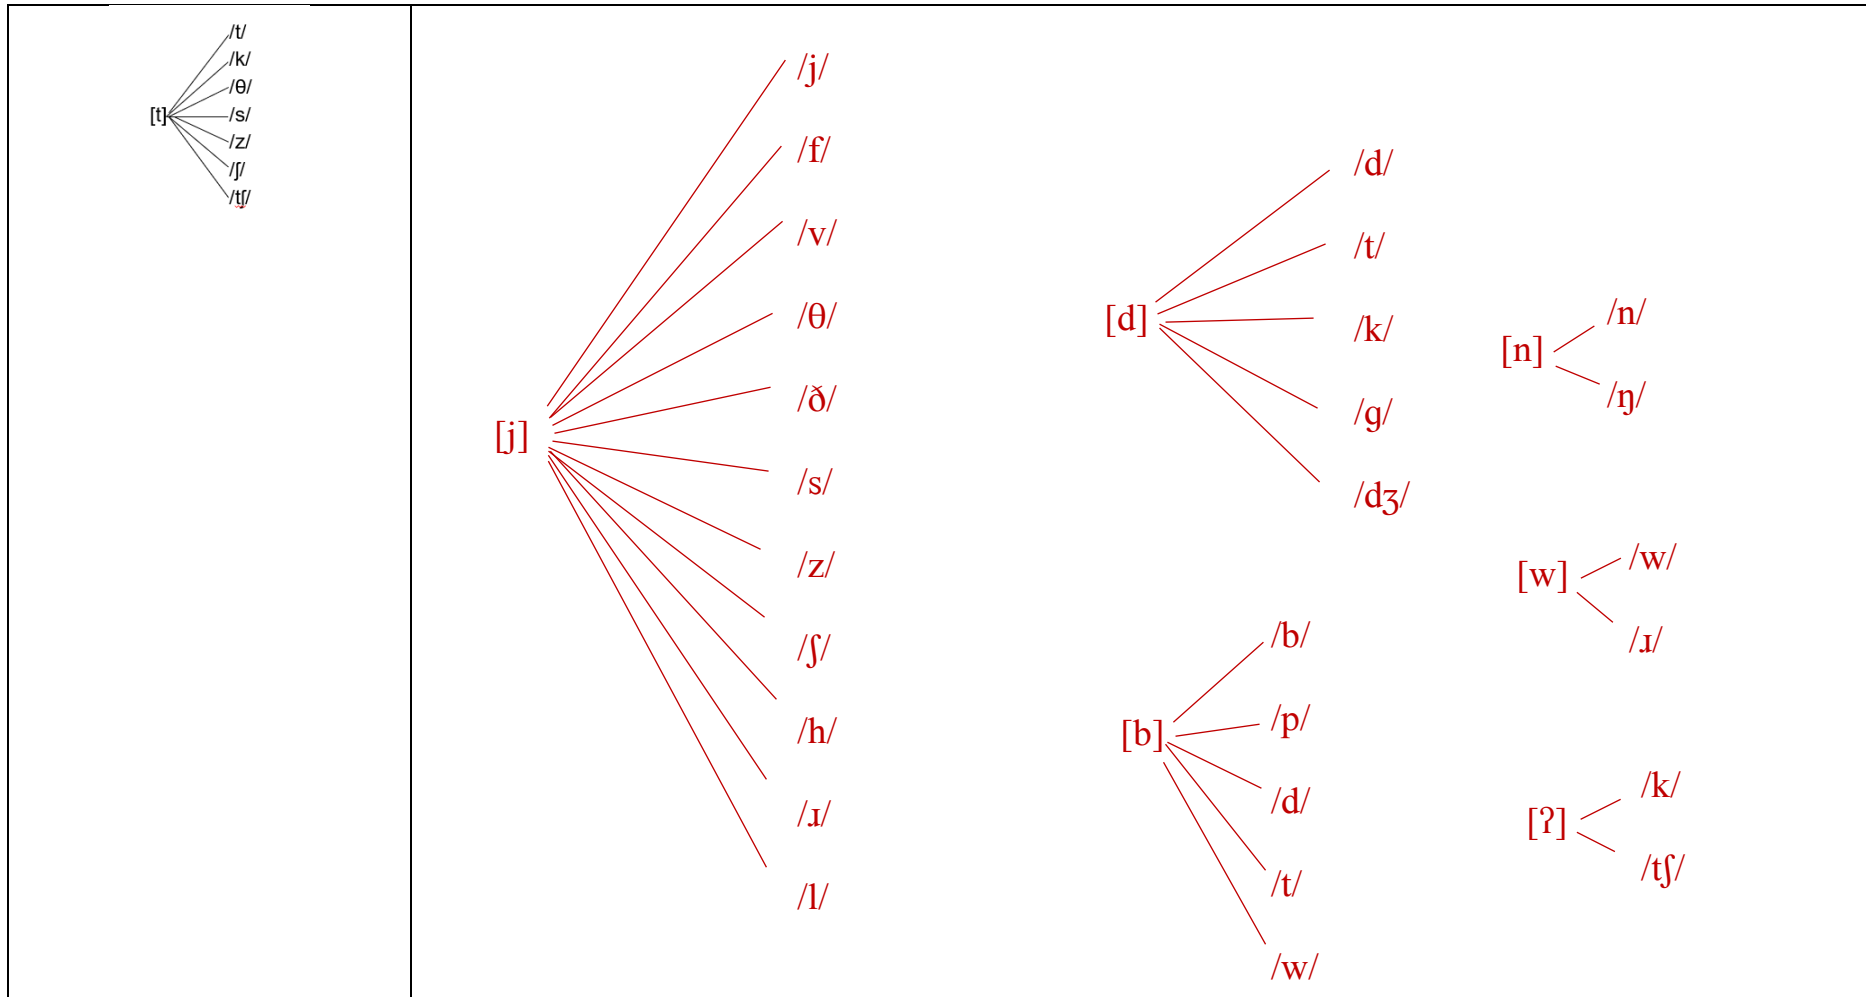 /t/
/k/
/θ/
[t]
/s/
/z/
/ʃ/
/tʃ/
[j]
/j/
/f/
/v/
/θ/
/ð/
/s/
/z/
/ʃ/
/h/
/ɹ/
/l/
[d]
/d/
/t/
/k/
/g/
/dʒ/
[b]
/b/
/p/
/d/
/t/
/w/
[n]
/n/
/ŋ/
[w]
/w/
/ɹ/
[ʔ]
/k/
/tʃ/